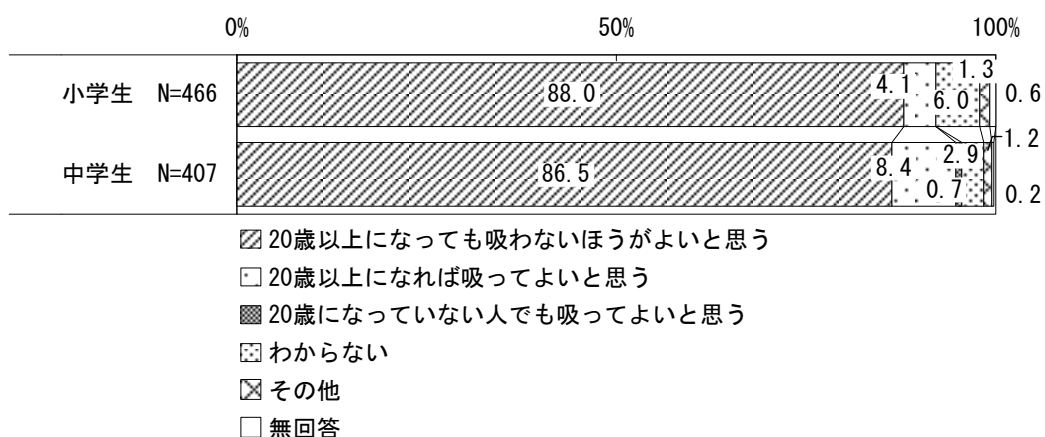 0% 50% 100%
小学生 N=466 88.0 4.1 6.0 1.3 0.6
中学生 N=407 86.5 8.4 0.7 2.9 1.2 0.2
20歳以上になっても吸わないほうがよいと思う
20歳以上になれば吸ってよいと思う
20歳になっていない人でも吸ってよいと思う
わからない
その他
無回答